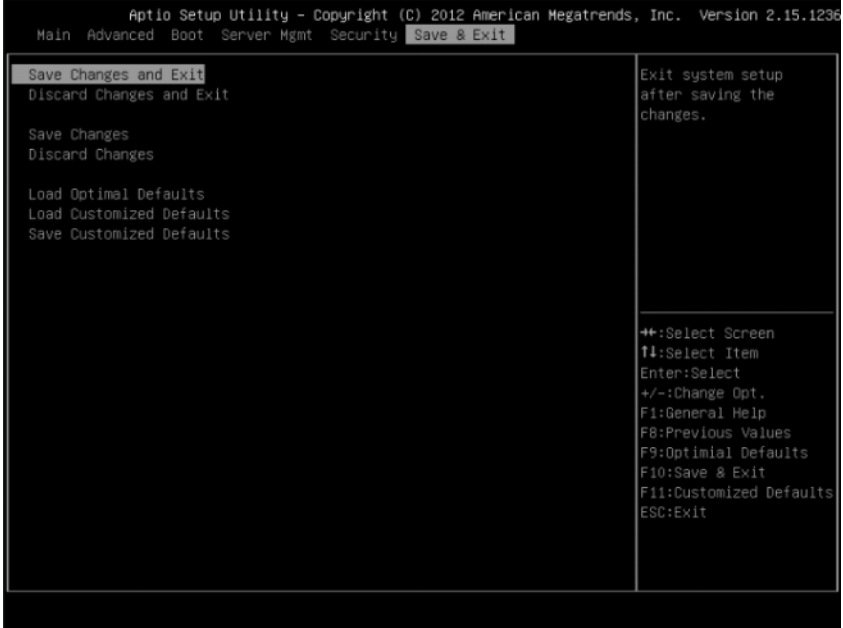 Aptio Setup Utility – Copyright (C) 2012 American Megatrends, Inc. Version 2.15.1236
Main Advanced Boot Server Mgmt Security Save & Exit
Save Changes and Exit
Discard Changes and Exit
Save Changes
Discard Changes
Load Optimal Defaults
Load Customized Defaults
Save Customized Defaults
Exit system setup
after saving the
changes.
→←:Select Screen
↑↓:Select Item
Enter:Select
+/-:Change Opt.
F1:General Help
F8:Previous Values
F9:Optimial Defaults
F10:Save & Exit
F11:Customized Defaults
ESC:Exit